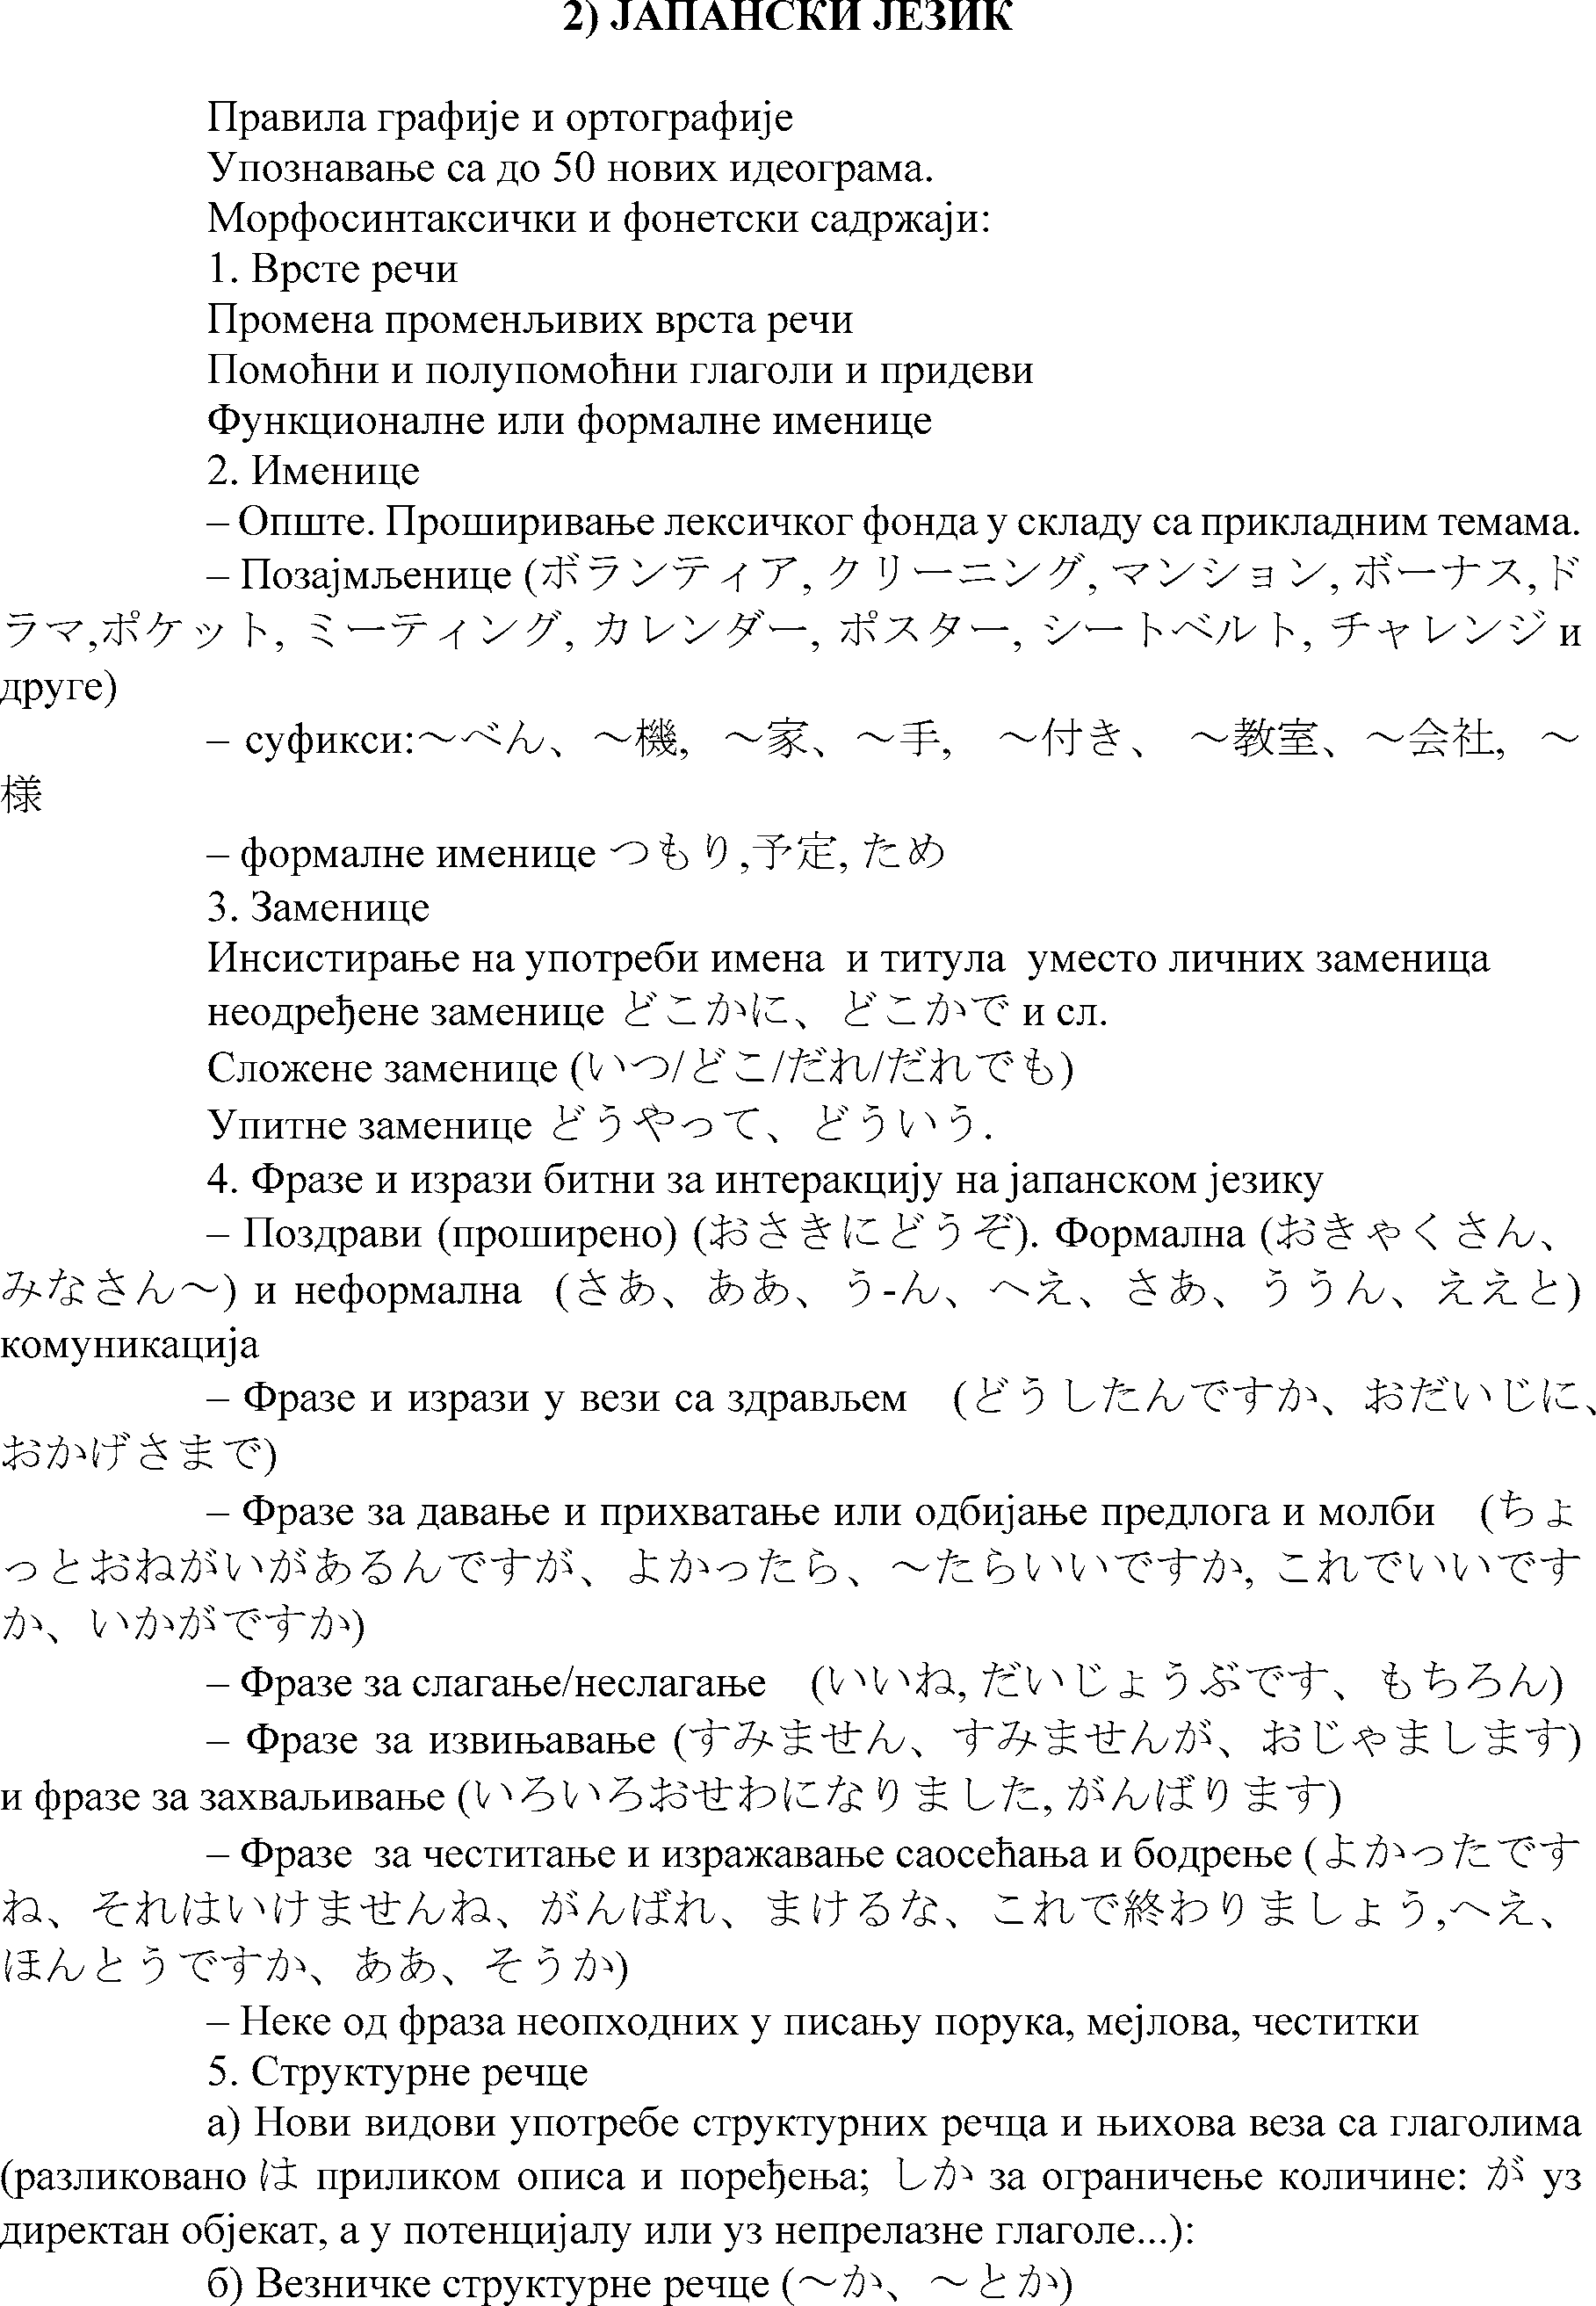 2) ЈАПАНСКИ ЈЕЗИК
Правила графије и ортографије
Упознавање са до 50 нових идеограма.
Морфосинтаксички и фонетски садржаји:
1. Врсте речи
Промена променљивих врста речи
Помоћни и полупомоћни глаголи и придеви
Функционалне или формалне именице
2. Именице
– Опште. Проширивање лексичког фонда у складу са прикладним темама.
– Позајмљенице (ボランティア, クリーニング, マンション, ボーナス,ド
ラマ,ポケット, ミーティング, カレンダー, ポスター, シートベルト, チャレンジ и
друге)
– суфикси:～べん、～機, ～家、～手, ～付き、 ～教室、～会社, ～
様
– формалне именице つもり,予定, ため
3. Заменице
Инсистирање на употреби имена и титула уместо личних заменица
неодређене заменице どこかに、どこかで и сл.
Сложене заменице (いつ/どこ/だれ/だれでも)
Упитне заменице どうやって、どういう.
4. Фразе и изрази битни за интеракцију на јапанском језику
– Поздрави (проширено) (おさきにどうぞ). Формална (おきゃくさん、
みなさん～) и неформална (さあ、ああ、う-ん、へえ、さあ、ううん、ええと)
комуникација
– Фразе и изрази у вези са здрављем (どうしたんですか、おだいじに、
おかげさまで)
– Фразе за давање и прихватање или одбијање предлога и молби (ちょ
っとおねがいがあるんですが、よかったら、～たらいいですか, これでいいです
か、いかがですか)
– Фразе за слагање/неслагање (いいね, だいじょうぶです、もちろん)
– Фразе за извињавање (すみません、すみませんが、おじゃまします)
и фразе за захваљивање (いろいろおせわになりました, がんばります)
– Фразе за честитање и изражавање саосећања и бодрење (よかったです
ね、それはいけませんね、がんばれ、まけるな、これで終わりましょう,へえ、
ほんとうですか、ああ、そうか)
– Неке од фраза неопходних у писању порука, мејлова, честитки
5. Структурне речце
а) Нови видови употребе структурних речца и њихова веза са глаголима
(разликовано は приликом описа и поређења; しか за ограничење количине: が уз
директан објекат, а у потенцијалу или уз непрелазне глаголе...):
б) Везничке структурне речце (～か、～とか)